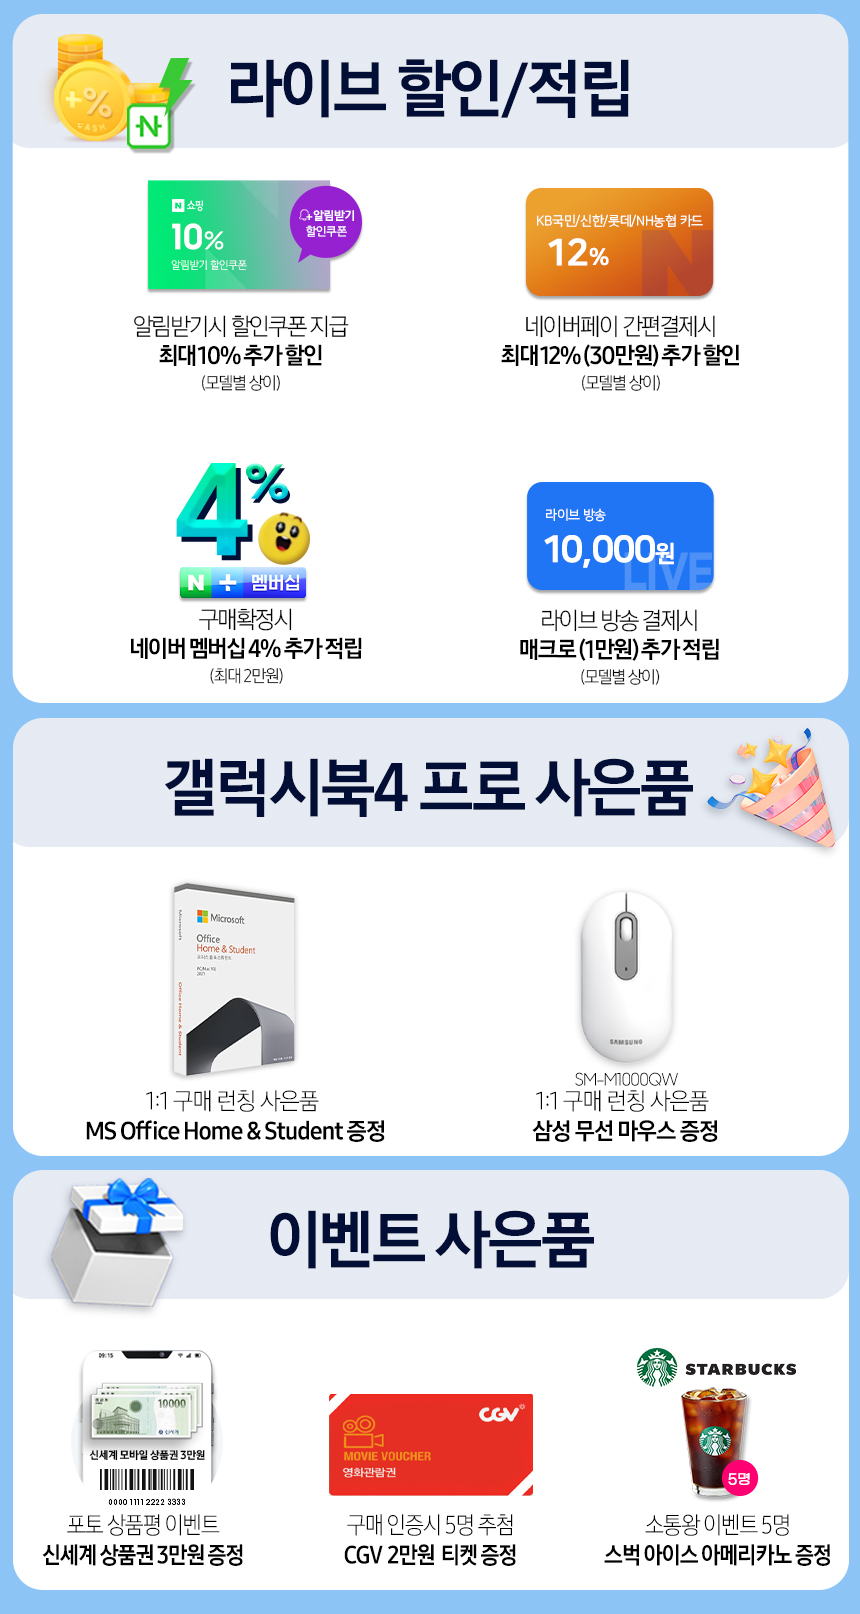 라이브 할인/적립
+%
CASH
N
N 쇼핑
10%
알림받기 할인쿠폰
+알림받기
할인쿠폰
알림받기시 할인쿠폰 지급
최대10% 추가 할인
(모델별 상이)
KB국민/신한/롯데/NH농협 카드
12%
네이버페이 간편결제시
최대12% (30만원) 추가 할인
(모델별 상이)
4%
N + 멤버십
구매확정시
네이버 멤버십 4% 추가 적립
(최대 2만원)
라이브 방송
10,000원
LIVE
라이브 방송 결제시
매크로 (1만원) 추가 적립
(모델별 상이)
갤럭시북4 프로 사은품
Microsoft
Microsoft
Office
Home & Student
Office Home & Student
1:1 구매 런칭 사은품
MS Office Home & Student 증정
SAMSUNG
SM-M1000QW
1:1 구매 런칭 사은품
삼성 무선 마우스 증정
이벤트 사은품
09:15
10000
신세계 모바일 상품권 3만원
0000 1111 2222 3333
포토 상품평 이벤트
신세계 상품권 3만원 증정
CGV
MOVIE VOUCHER
영화관람권
구매 인증시 5명 추첨
CGV 2만원 티켓 증정
STARBUCKS
5명
소통왕 이벤트 5명
스벅 아이스 아메리카노 증정